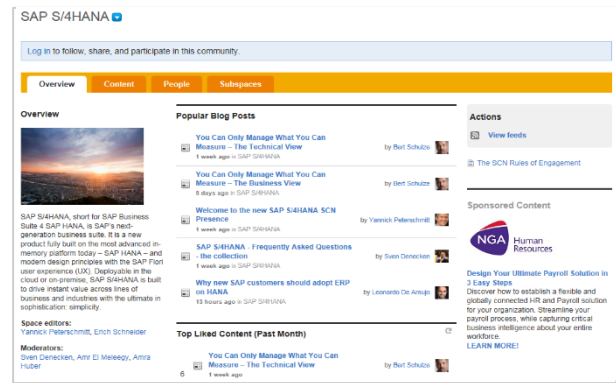 SAP S/4HANA
Log in to follow, share, and participate in this community.
Overview
Content
People
Subspaces
Overview
SAP S/4HANA, short for SAP Business
Suite 4 SAP HANA, is SAP's next-
generation business suite. It is a new
product fully built on the most advanced in-
memory platform today – SAP HANA – and
modern design principles with the SAP Fiori
user experience (UX). Deployable in the
cloud or on-premise, SAP S/4HANA is built
to drive instant value across lines of
business and industries with the ultimate in
sophistication: simplicity.
Space editors:
Yannick Peterschmitt, Erich Schneider
Moderators:
Sven Denecken, Amr El Meleegy, Amra
Huber
Popular Blog Posts
You Can Only Manage What You Can
Measure – The Technical View
by Bert Schulze
1 week ago in SAP S/4HANA
You Can Only Manage What You Can
Measure – The Business View
by Bert Schulze
6 days ago in SAP S/4HANA
Welcome to the new SAP S/4HANA SCN
Presence
by Yannick Peterschmitt
1 week ago in SAP S/4HANA
SAP S/4HANA - Frequently Asked Questions
- the collection
by Sven Denecken
1 week ago in SAP S/4HANA
Why new SAP customers should adopt ERP
on HANA
by Leonardo De Araujo
13 hours ago in SAP S/4HANA
Top Liked Content (Past Month)
You Can Only Manage What You Can
Measure – The Technical View
by Bert Schulze
6
1 week ago
Actions
View feeds
The SCN Rules of Engagement
Sponsored Content
NGA Human
Resources
Design Your Ultimate Payroll Solution in
3 Easy Steps
Discover how to establish a flexible and
globally connected HR and Payroll solution
for your organization. Streamline your
payroll process, while capturing critical
business intelligence about your entire
workforce.
LEARN MORE!